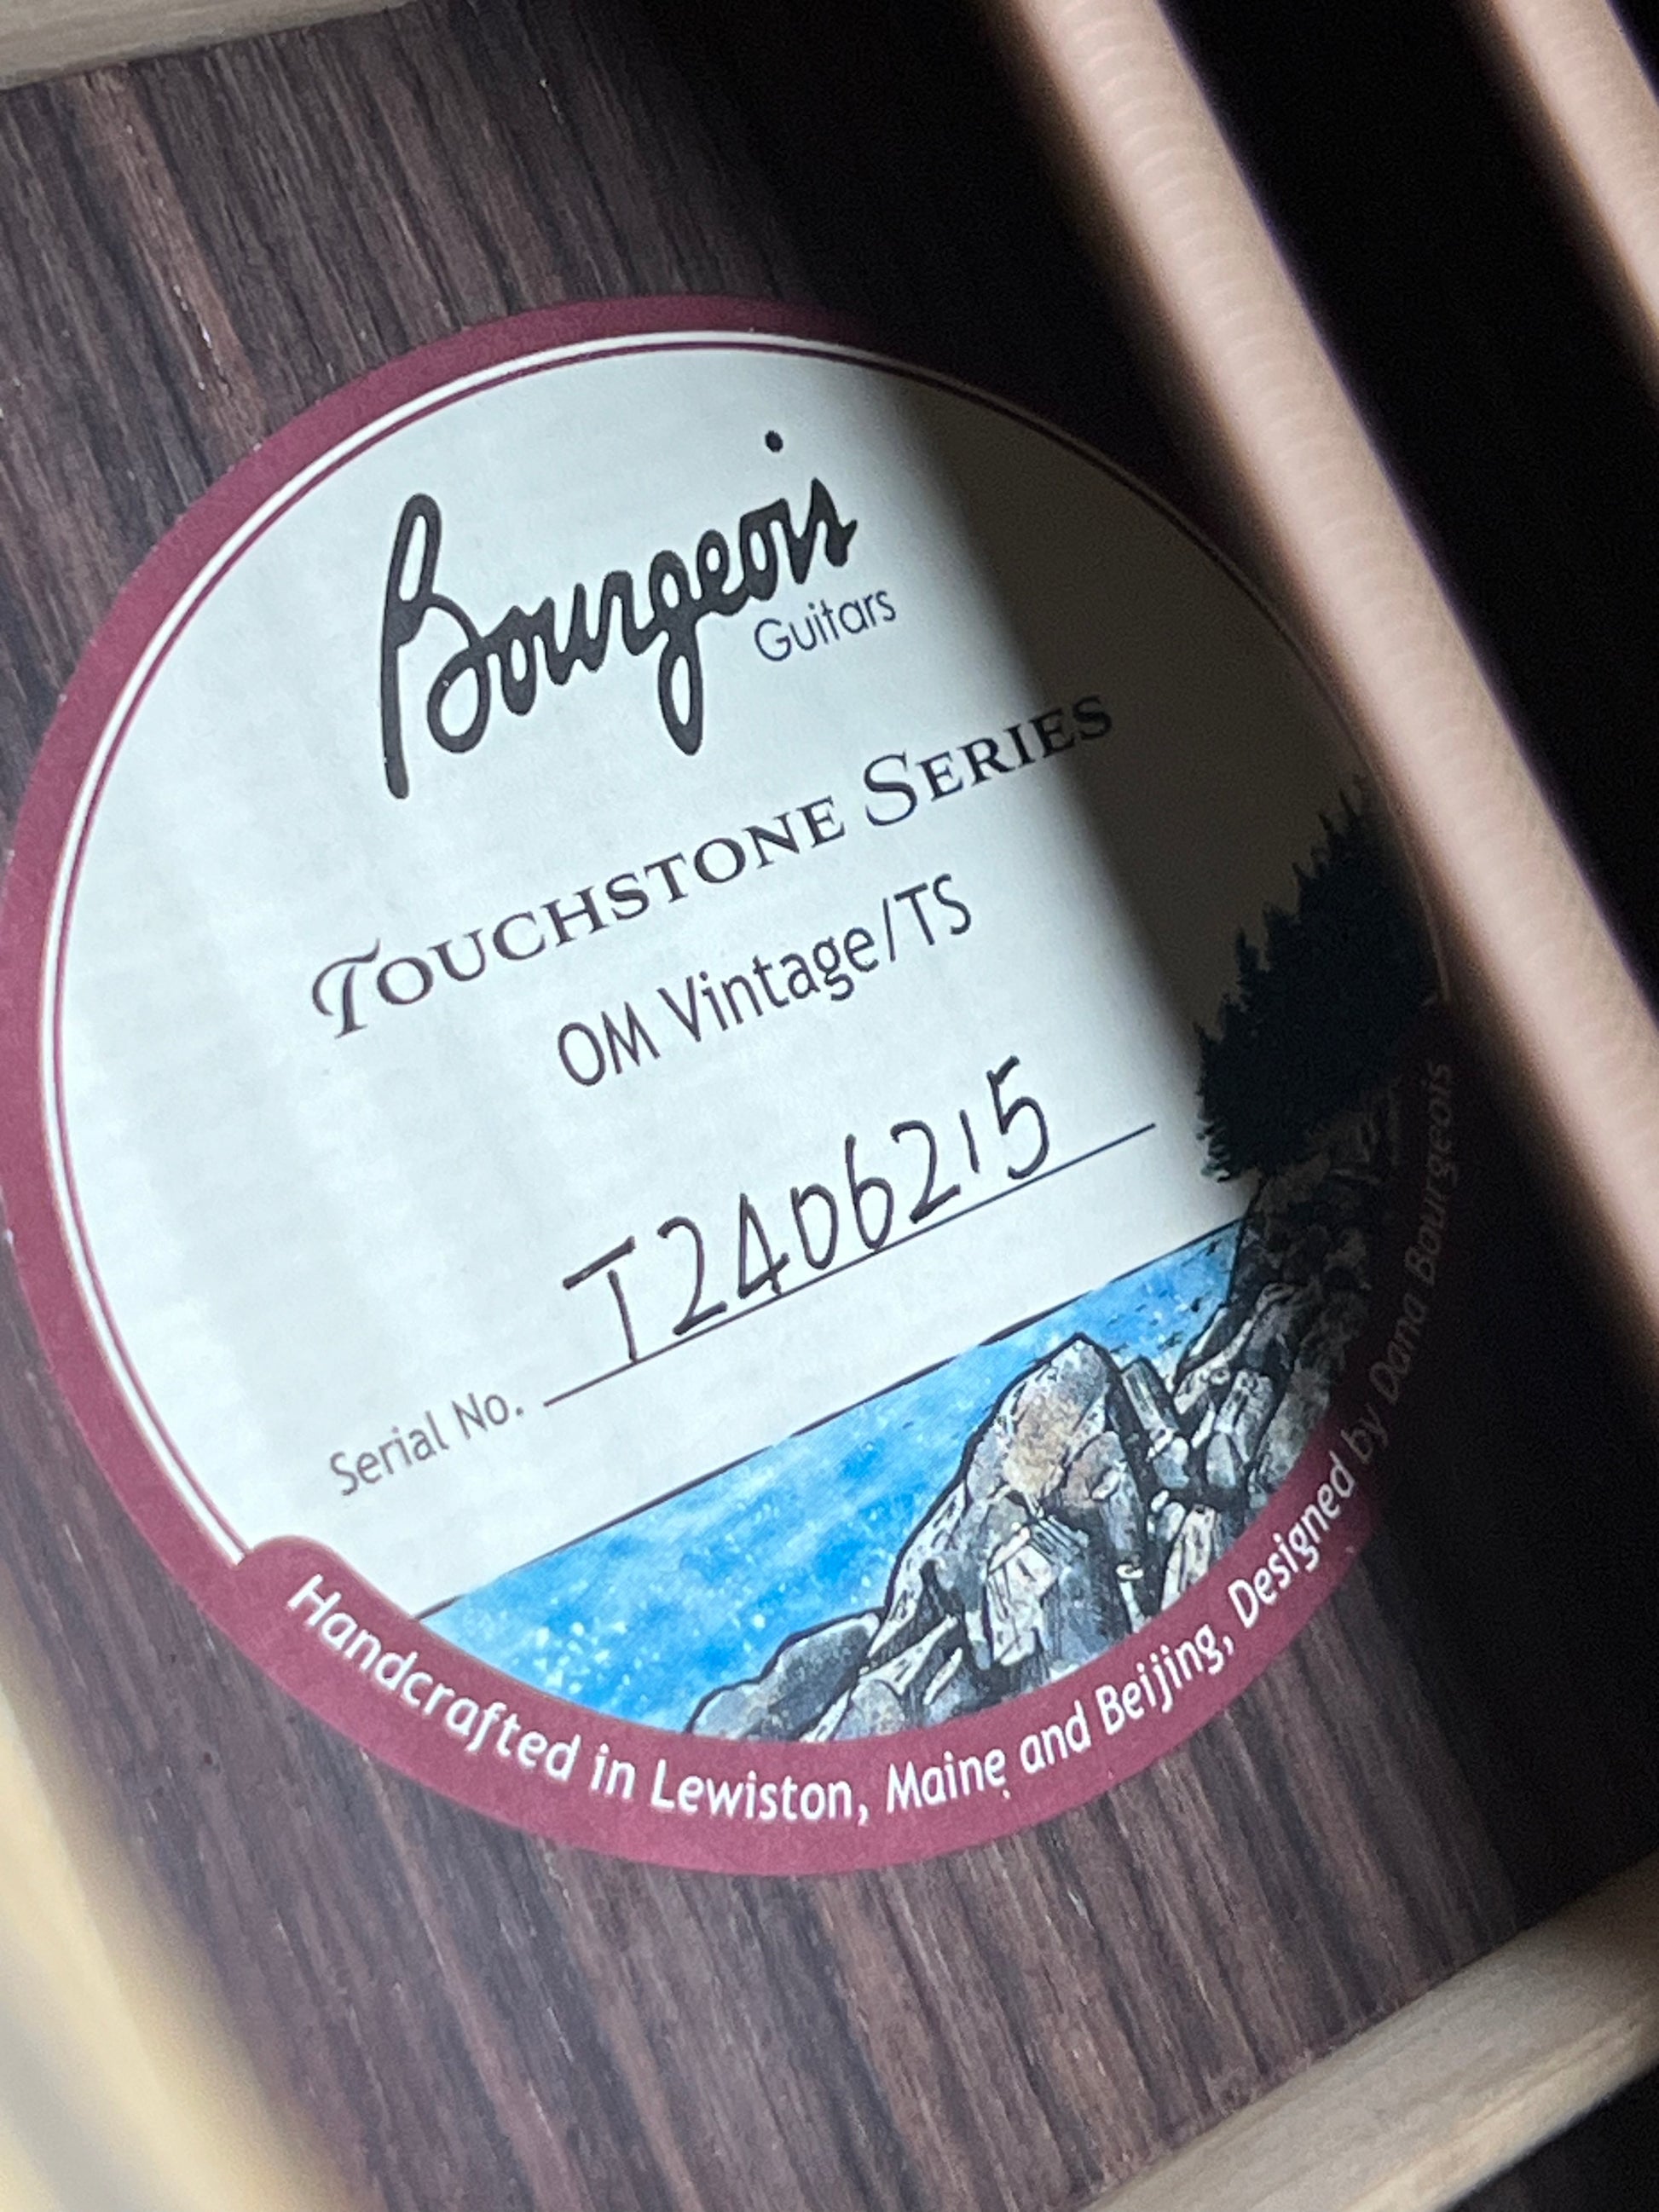 Bourgeois
Guitars
TOUCHSTONE SERIES
OM Vintage/TS
Serial No. T2406215
Handcrafted in Lewiston, Maine and Beijing, Designed by Dana Bourgeois